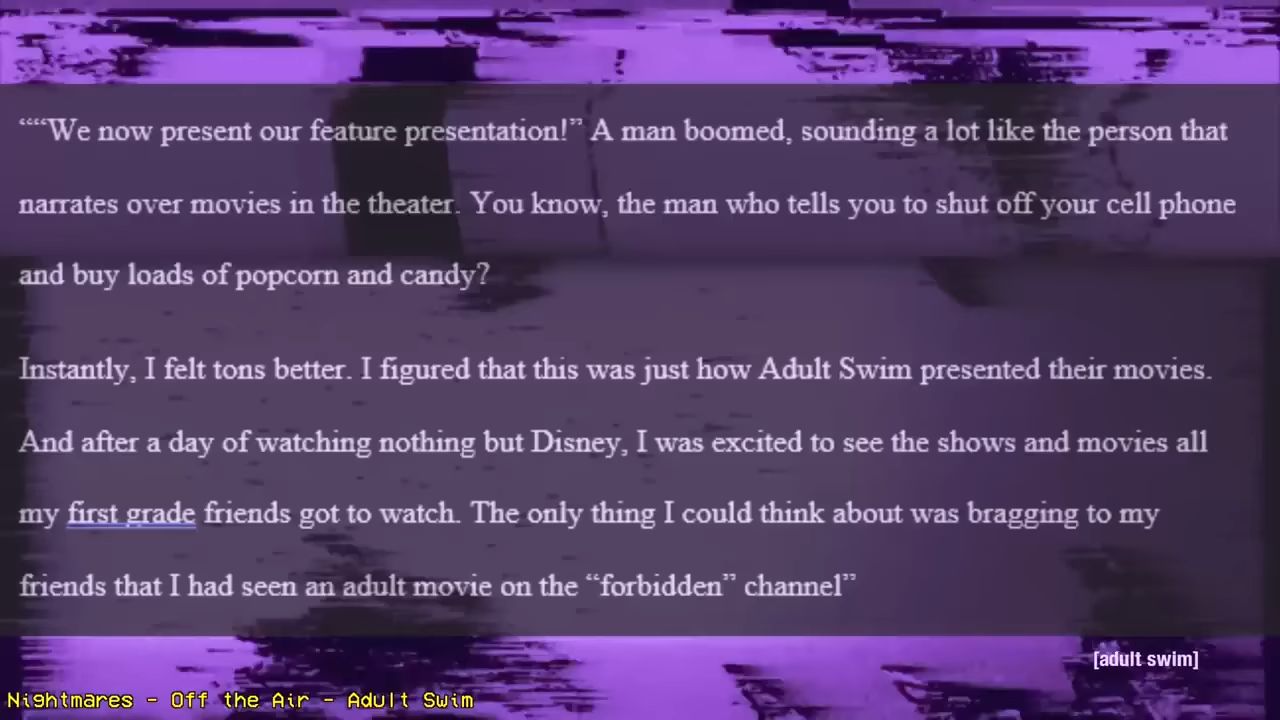 ““We now present our feature presentation!” A man boomed, sounding a lot like the person that
narrates over movies in the theater. You know, the man who tells you to shut off your cell phone
and buy loads of popcorn and candy?
Instantly, I felt tons better. I figured that this was just how Adult Swim presented their movies.
And after a day of watching nothing but Disney, I was excited to see the shows and movies all
my first grade friends got to watch. The only thing I could think about was bragging to my
friends that I had seen an adult movie on the “forbidden” channel”
[adult swim]
Nightmares - Off the Air - Adult Swim